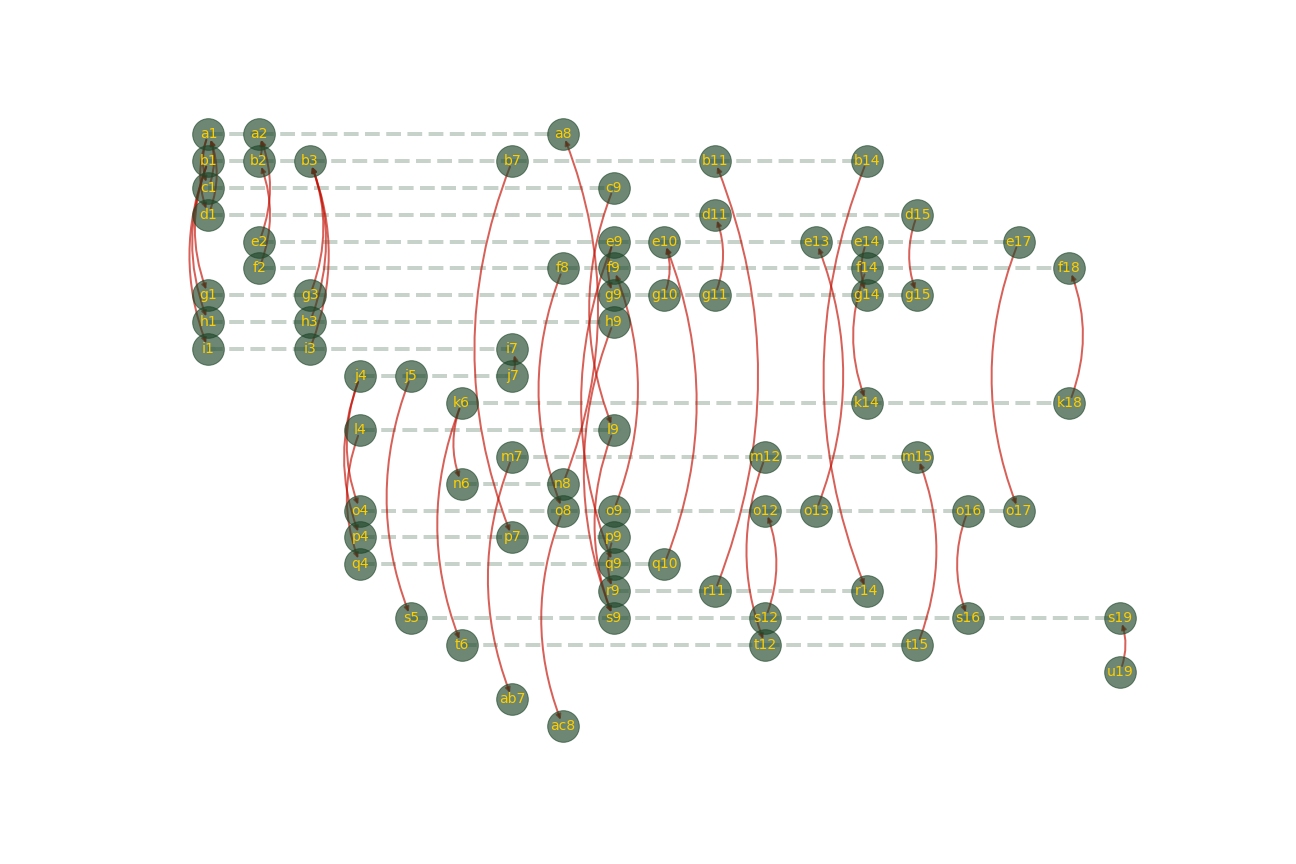 a1 a2 a8
b1 b2 b3 b7 b11 b14
c1 c9
d1 d11 d15
e2 e9 e10 e13 e14 e17
f2 f8 f9 f14 f18
g1 g3 g9 g10 g11 g14 g15
h1 h3 h9
i1 i3 i7
j4 j5 j7
k6 k14 k18
l4 l9
m7 m12 m15
n6 n8
o4 o8 o9 o12 o13 o16 o17
p4 p7 p9
q4 q9 q10
r9 r11 r14
s5 s9 s12 s16 s19
t6 t12 t15
u19
ab7
ac8